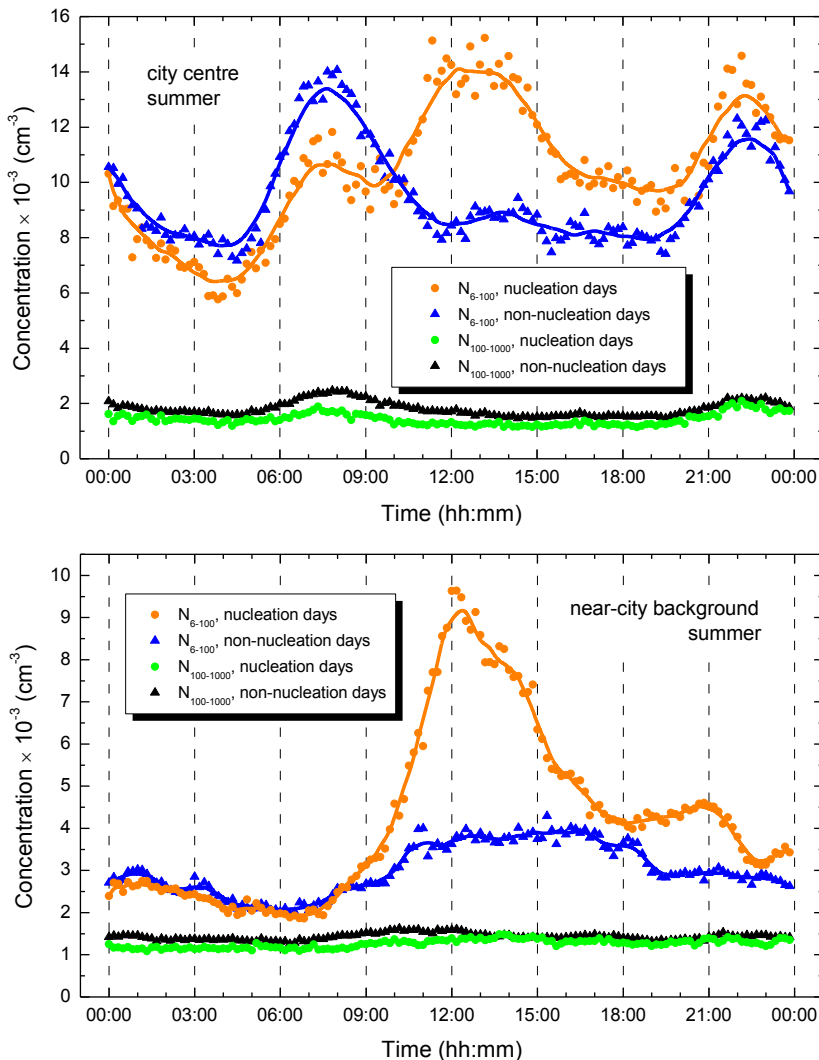 16
14
12
10
8
6
4
2
0
Concentration × 10⁻³ (cm⁻³)
city centre
summer
N₆₋₁₀₀, nucleation days
N₆₋₁₀₀, non-nucleation days
N₁₀₀₋₁₀₀₀, nucleation days
N₁₀₀₋₁₀₀₀, non-nucleation days
00:00 03:00 06:00 09:00 12:00 15:00 18:00 21:00 00:00
Time (hh:mm)
10
9
8
7
6
5
4
3
2
1
0
Concentration × 10⁻³ (cm⁻³)
N₆₋₁₀₀, nucleation days
N₆₋₁₀₀, non-nucleation days
N₁₀₀₋₁₀₀₀, nucleation days
N₁₀₀₋₁₀₀₀, non-nucleation days
near-city background
summer
00:00 03:00 06:00 09:00 12:00 15:00 18:00 21:00 00:00
Time (hh:mm)